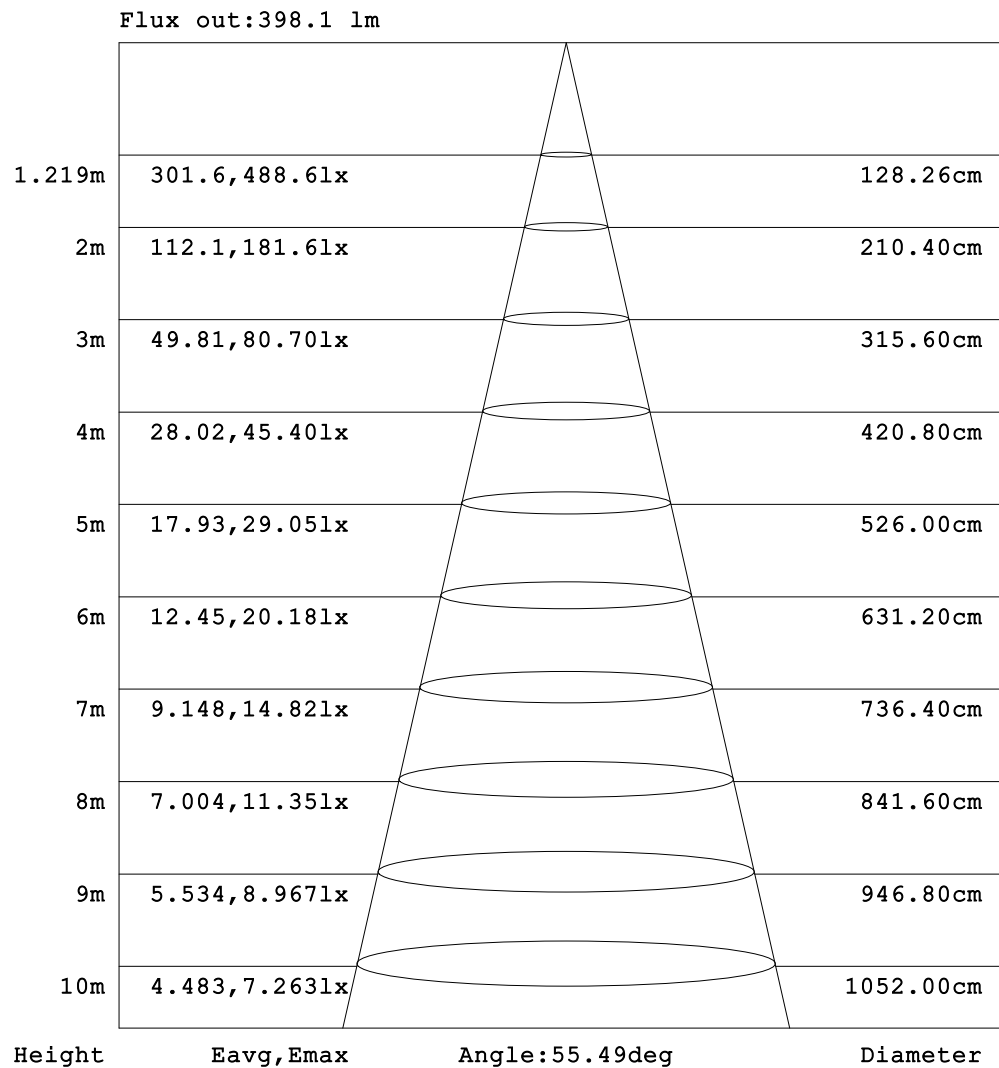 Flux out:398.1 lm
1.219m 301.6,488.6lx 128.26cm
2m 112.1,181.6lx 210.40cm
3m 49.81,80.70lx 315.60cm
4m 28.02,45.40lx 420.80cm
5m 17.93,29.05lx 526.00cm
6m 12.45,20.18lx 631.20cm
7m 9.148,14.82lx 736.40cm
8m 7.004,11.35lx 841.60cm
9m 5.534,8.967lx 946.80cm
10m 4.483,7.263lx 1052.00cm
Height Eavg,Emax Angle:55.49deg Diameter